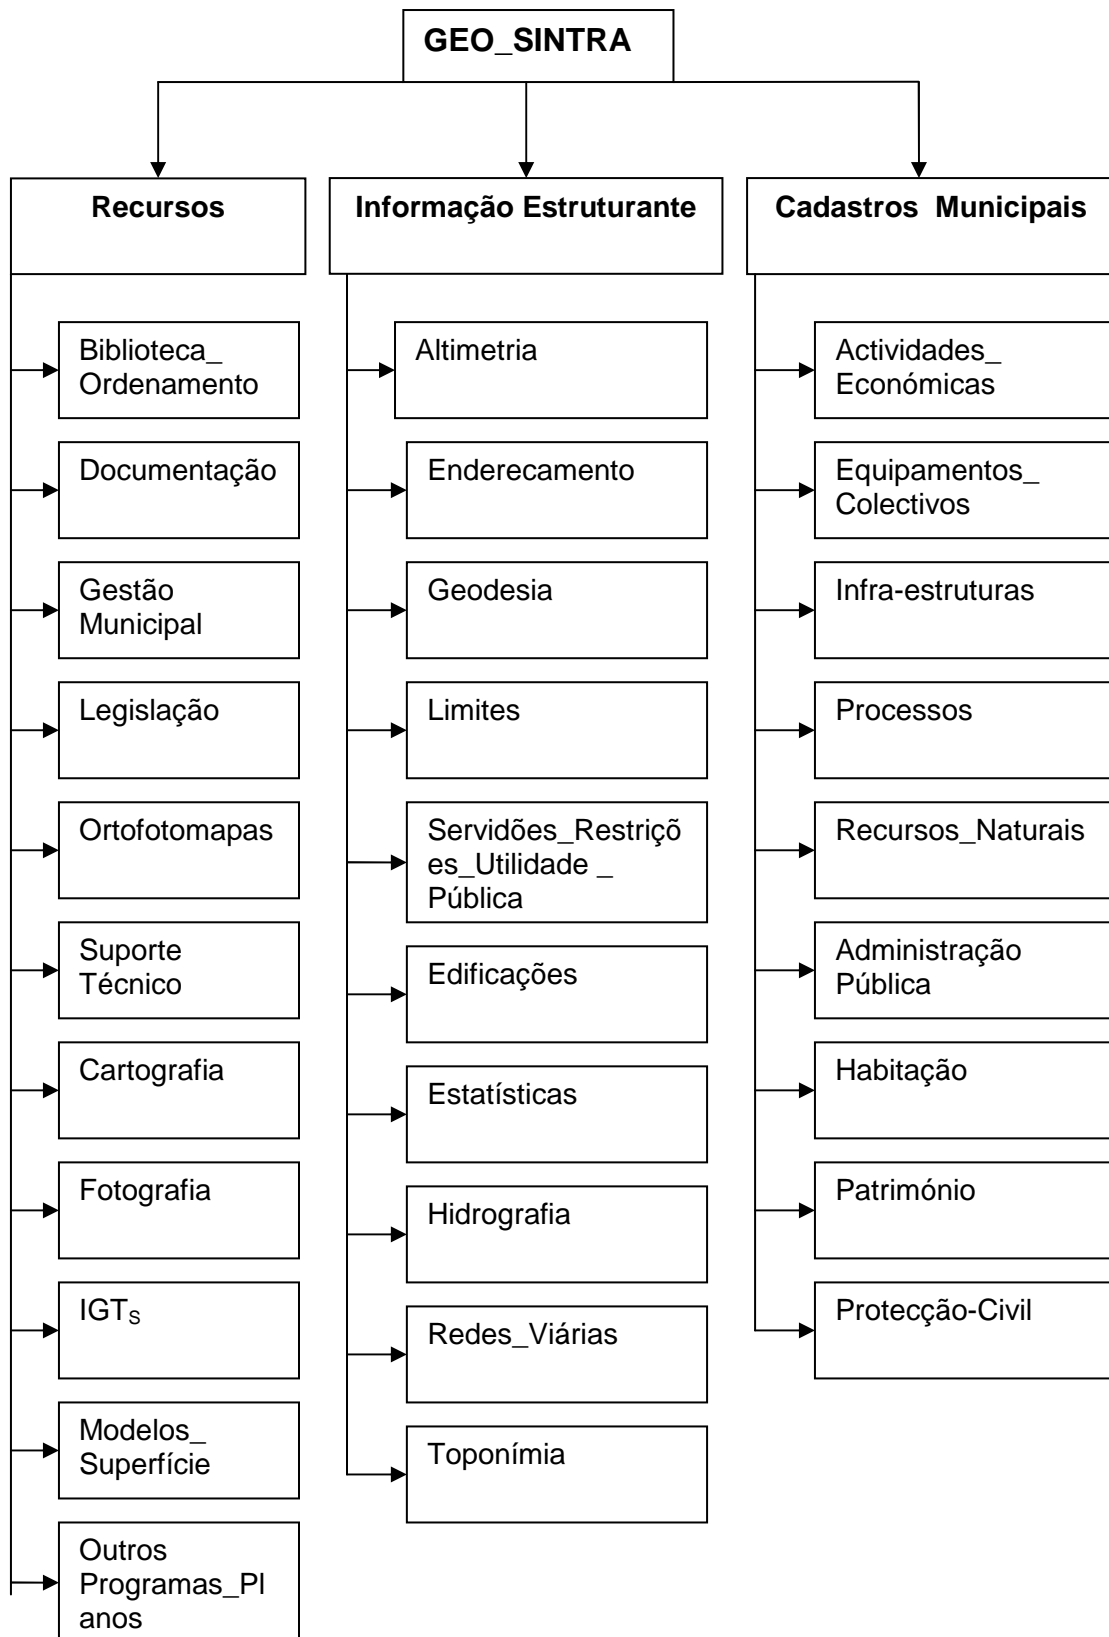 GEO_SINTRA
Recursos
Biblioteca_
Ordenamento
Documentação
Gestão
Municipal
Legislação
Ortofotomapas
Suporte
Técnico
Cartografia
Fotografia
IGTS
Modelos_
Superfície
Outros
Programas_Pl
anos
Informação Estruturante
Altimetria
Enderecamento
Geodesia
Limites
Servidões_Restriçõ
es_Utilidade _
Pública
Edificações
Estatísticas
Hidrografia
Redes_Viárias
Toponímia
Cadastros Municipais
Actividades_
Económicas
Equipamentos_
Colectivos
Infra-estruturas
Processos
Recursos_Naturais
Administração
Pública
Habitação
Património
Protecção-Civil